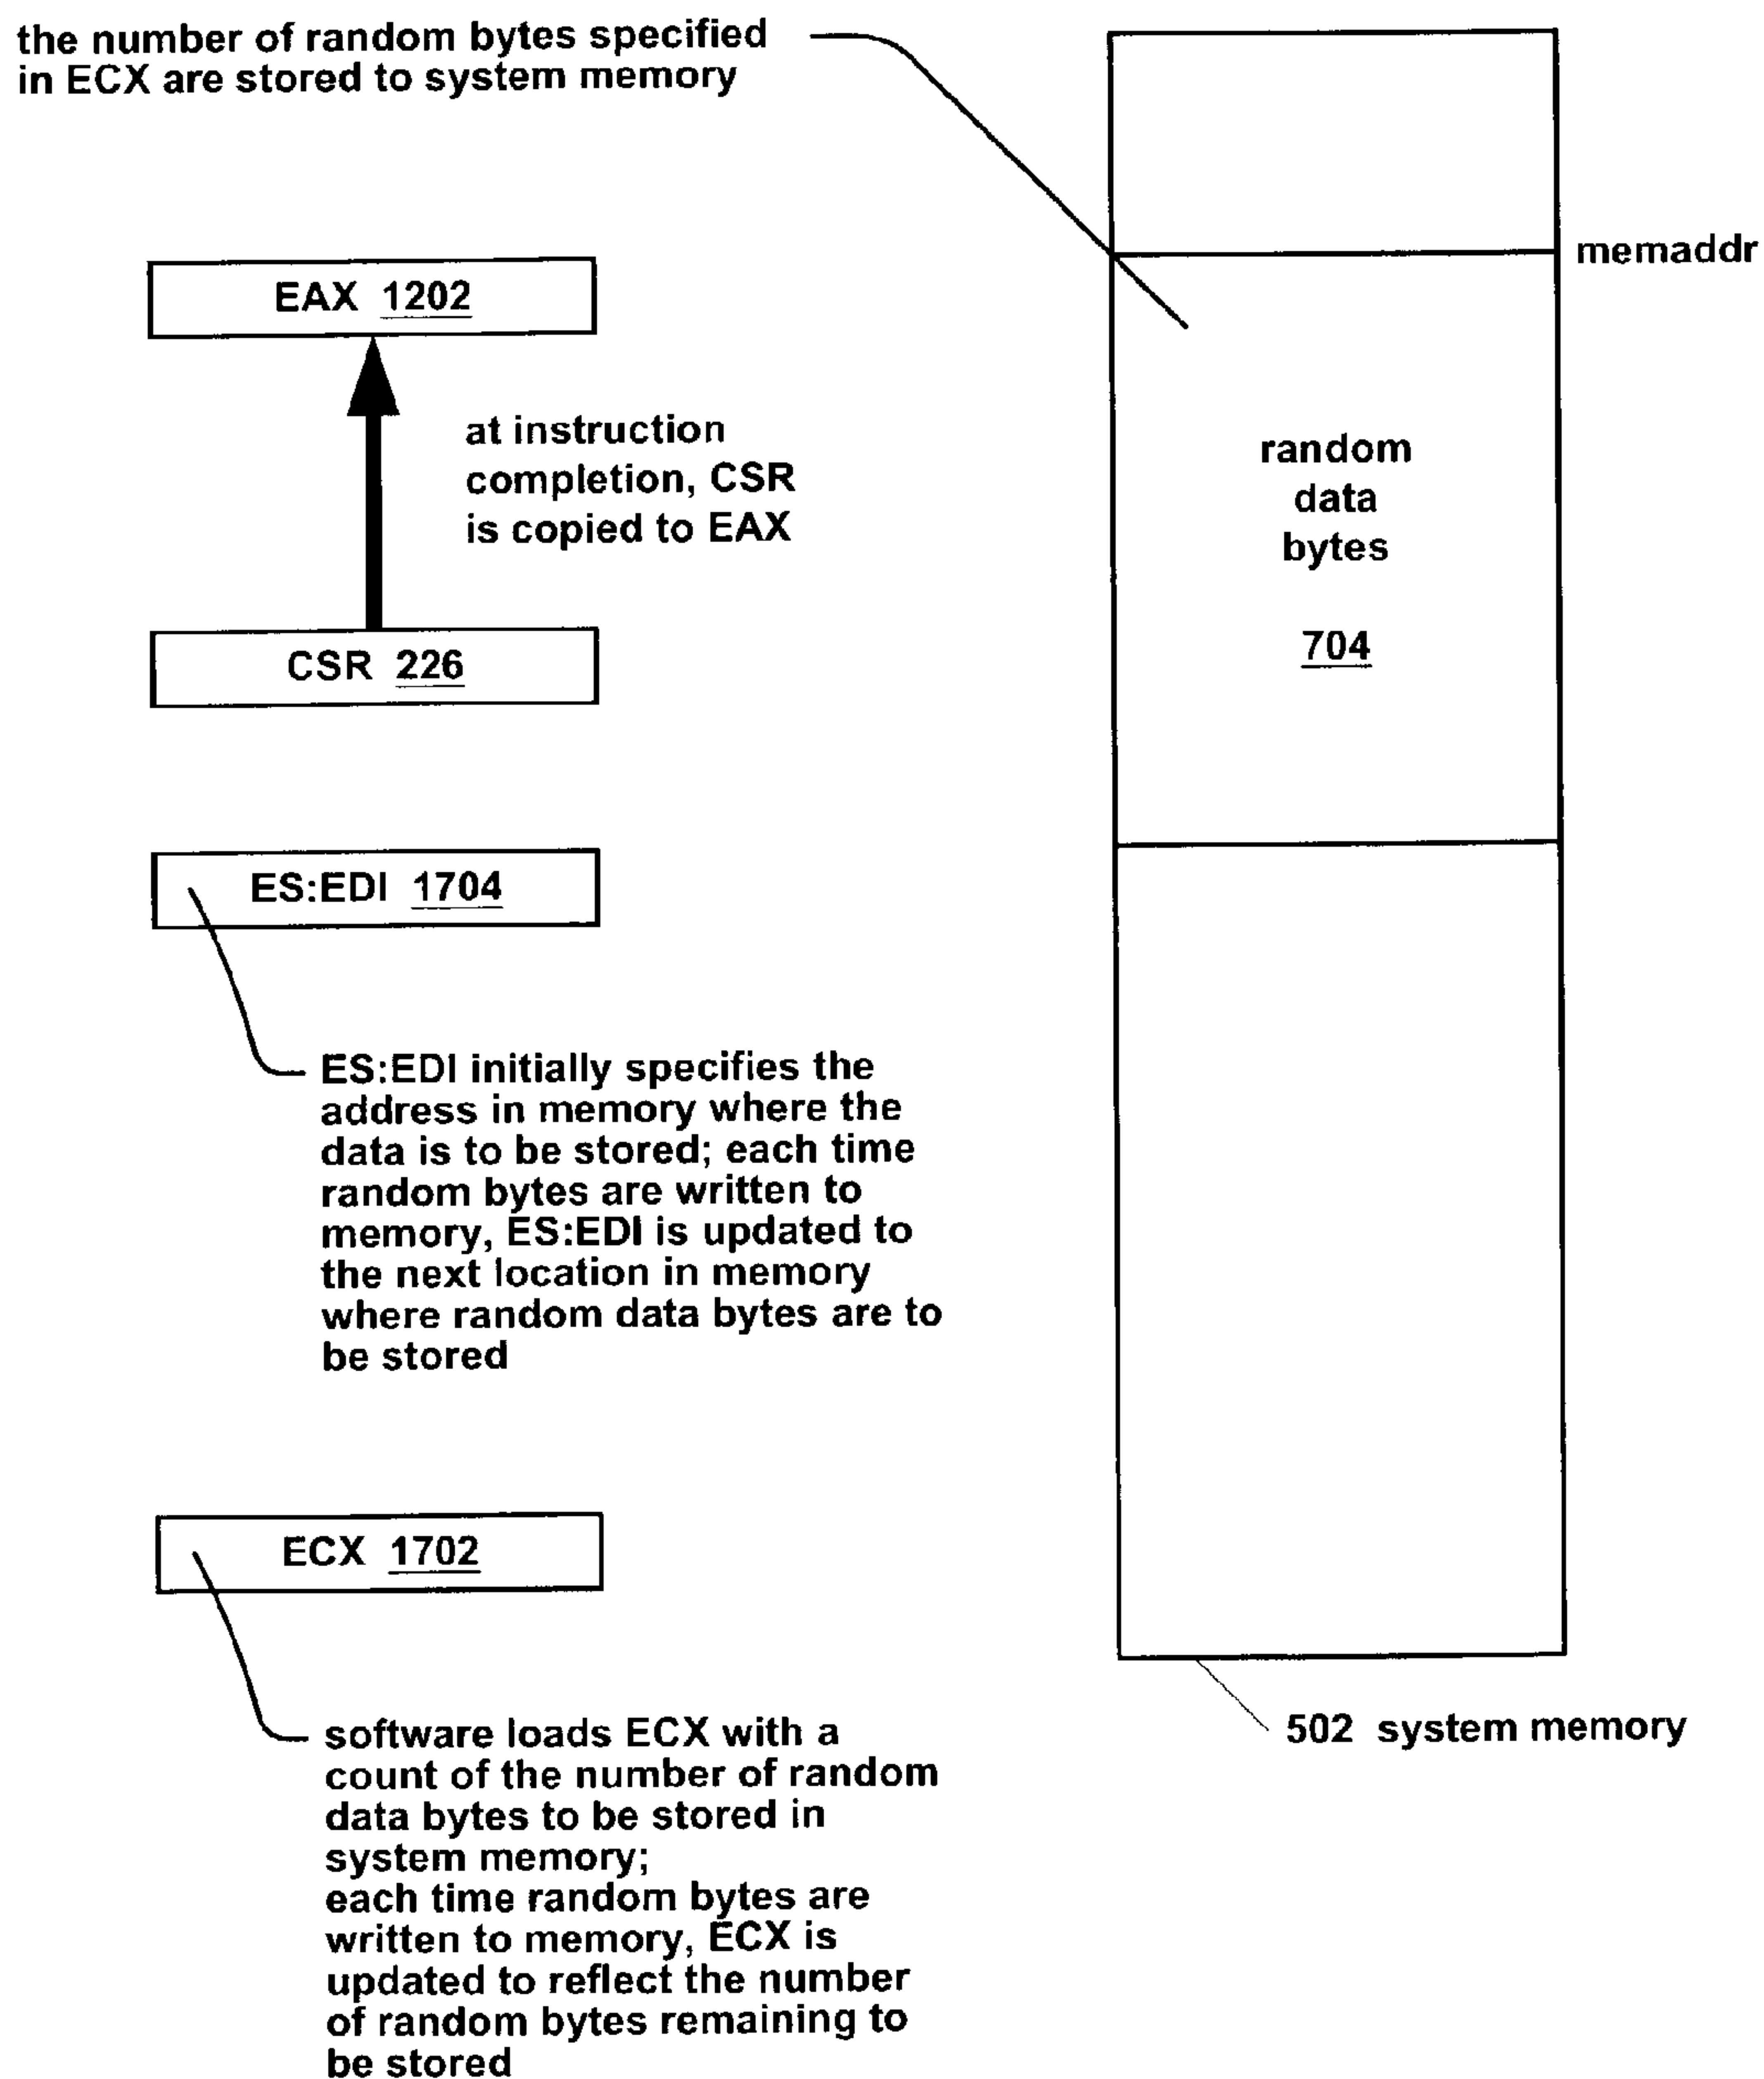 the number of random bytes specified
in ECX are stored to system memory
memaddr
EAX 1202
at instruction
completion, CSR
is copied to EAX
random
data
bytes
704
CSR 226
ES:EDI 1704
ES:EDI initially specifies the
address in memory where the
data is to be stored; each time
random bytes are written to
memory, ES:EDI is updated to
the next location in memory
where random data bytes are to
be stored
ECX 1702
502 system memory
software loads ECX with a
count of the number of random
data bytes to be stored in
system memory;
each time random bytes are
written to memory, ECX is
updated to reflect the number
of random bytes remaining to
be stored